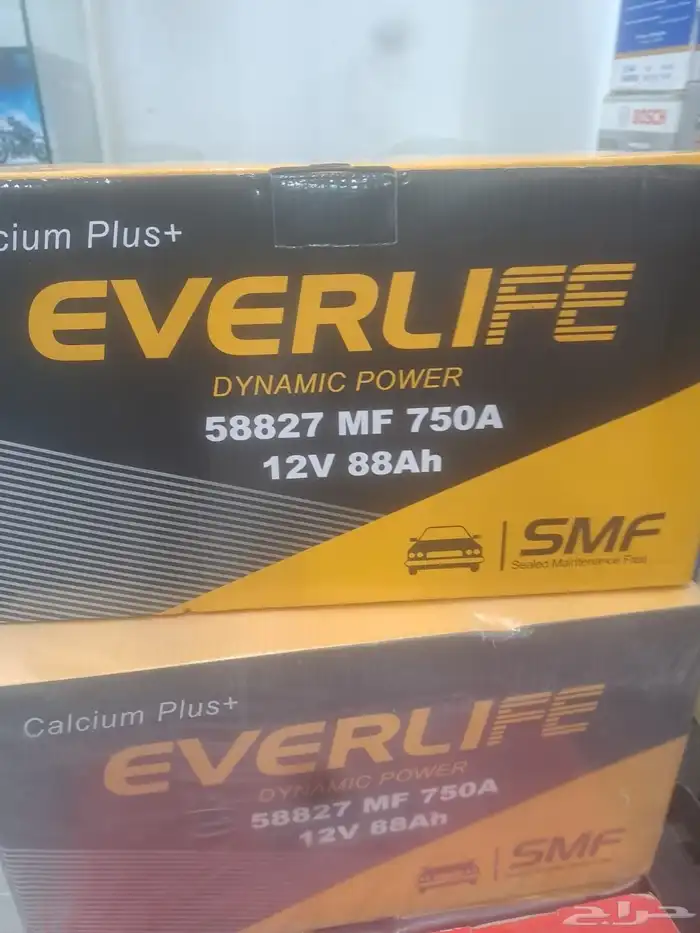 cium Plus+
EVERLIFE
DYNAMIC POWER
58827 MF 750A
12V 88Ah
SMF
Sealed Maintenance Free
BOSCH
Calcium Plus+
EVERLIFE
DYNAMIC POWER
58827 MF 750A
12V 88Ah
SMF
حراج